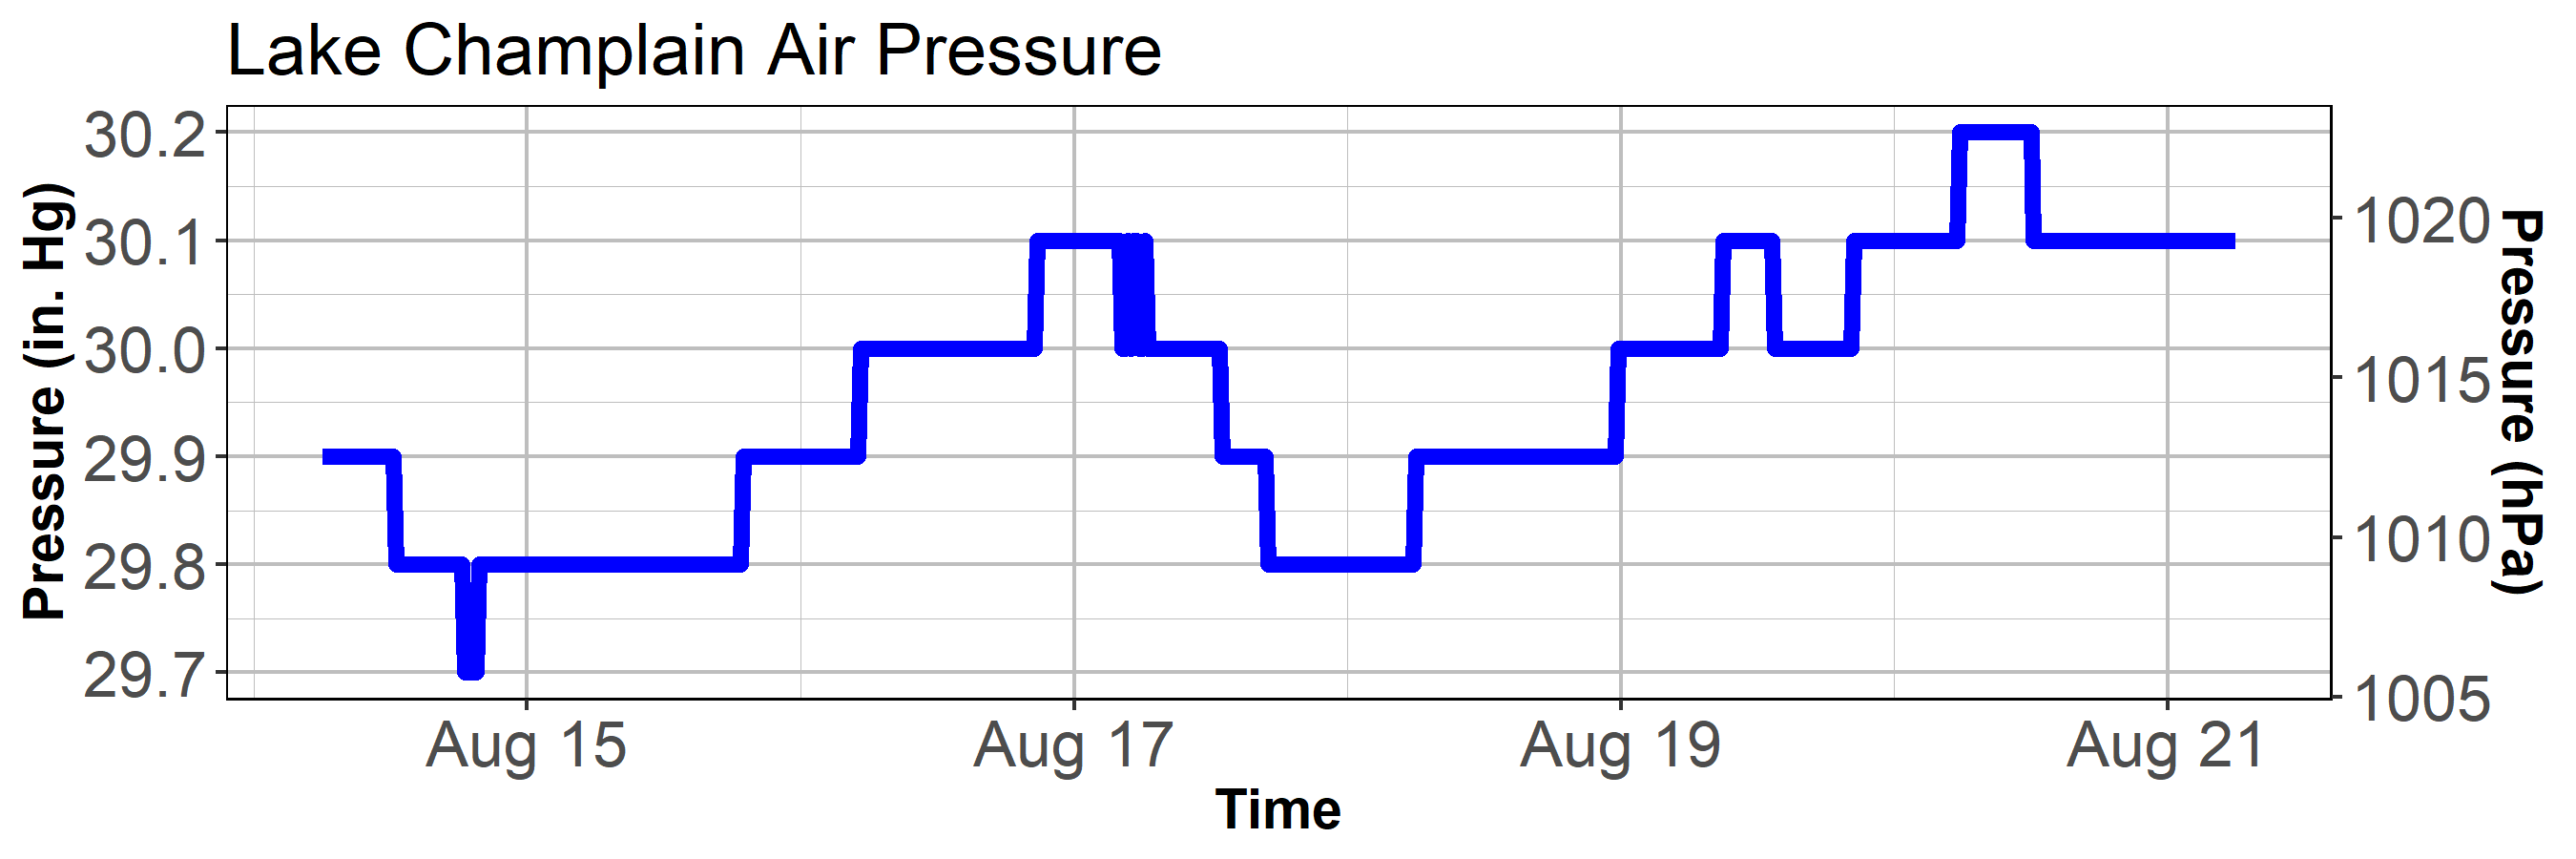 Lake Champlain Air Pressure
Pressure (in. Hg)
30.2
30.1
30.0
29.9
29.8
29.7
1020
1015
1010
1005
Pressure (hPa)
Aug 15
Aug 17
Aug 19
Aug 21
Time